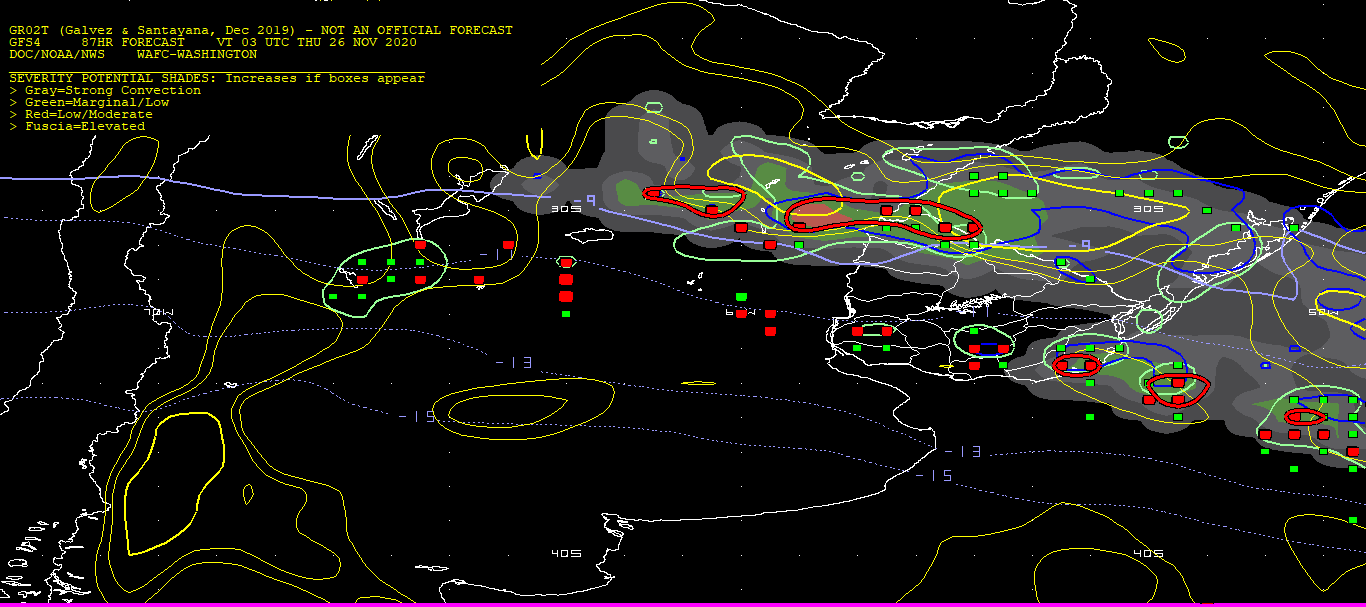 GR02T (Galvez & Santayana, Dec 2019) - NOT AN OFFICIAL FORECAST
GFS4    87HR FORECAST    VT 03 UTC THU 26 NOV 2020
DOC/NOAA/NWS    WAFC-WASHINGTON
SEVERITY POTENTIAL SHADES: Increases if boxes appear
> Gray=Strong Convection
> Green=Marginal/Low
> Red=Low/Moderate
> Fuscia=Elevated
-9
30S
30S
-9
70W
50W
-13
-15
-13
-15
40S
40S